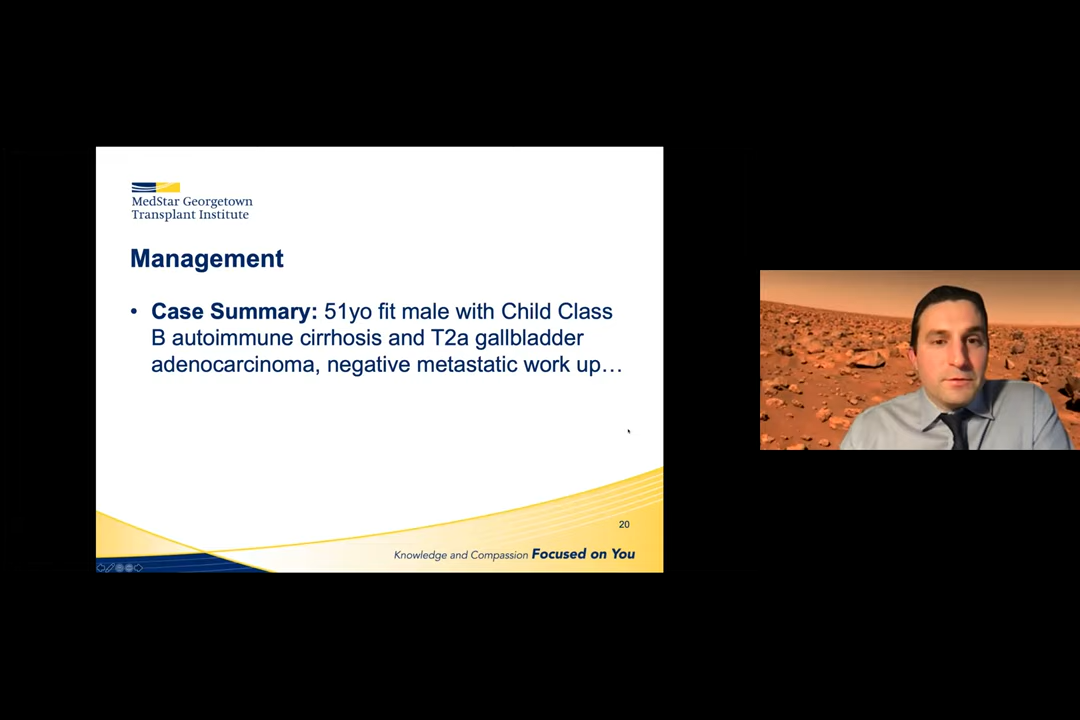 MedStar Georgetown
Transplant Institute
Management
• Case Summary: 51yo fit male with Child Class
B autoimmune cirrhosis and T2a gallbladder
adenocarcinoma, negative metastatic work up…
20
Knowledge and Compassion Focused on You